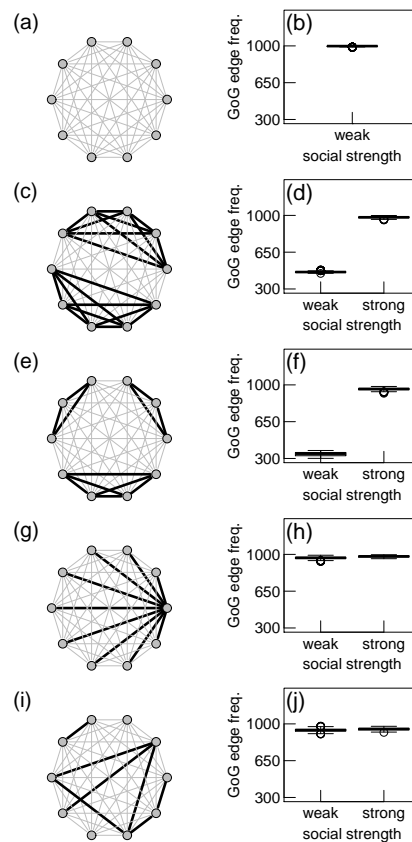 (a)
(b)
GoG edge freq.
1000
650
300
weak
social strength
(c)
(d)
GoG edge freq.
1000
650
300
weak strong
social strength
(e)
(f)
GoG edge freq.
1000
650
300
weak strong
social strength
(g)
(h)
GoG edge freq.
1000
650
300
weak strong
social strength
(i)
(j)
GoG edge freq.
1000
650
300
weak strong
social strength